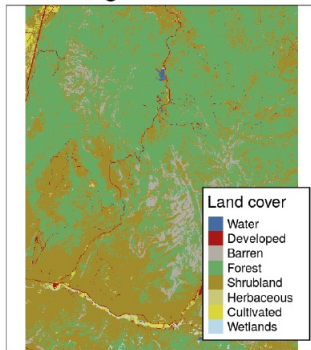 Land cover
Water
Developed
Barren
Forest
Shrubland
Herbaceous
Cultivated
Wetlands